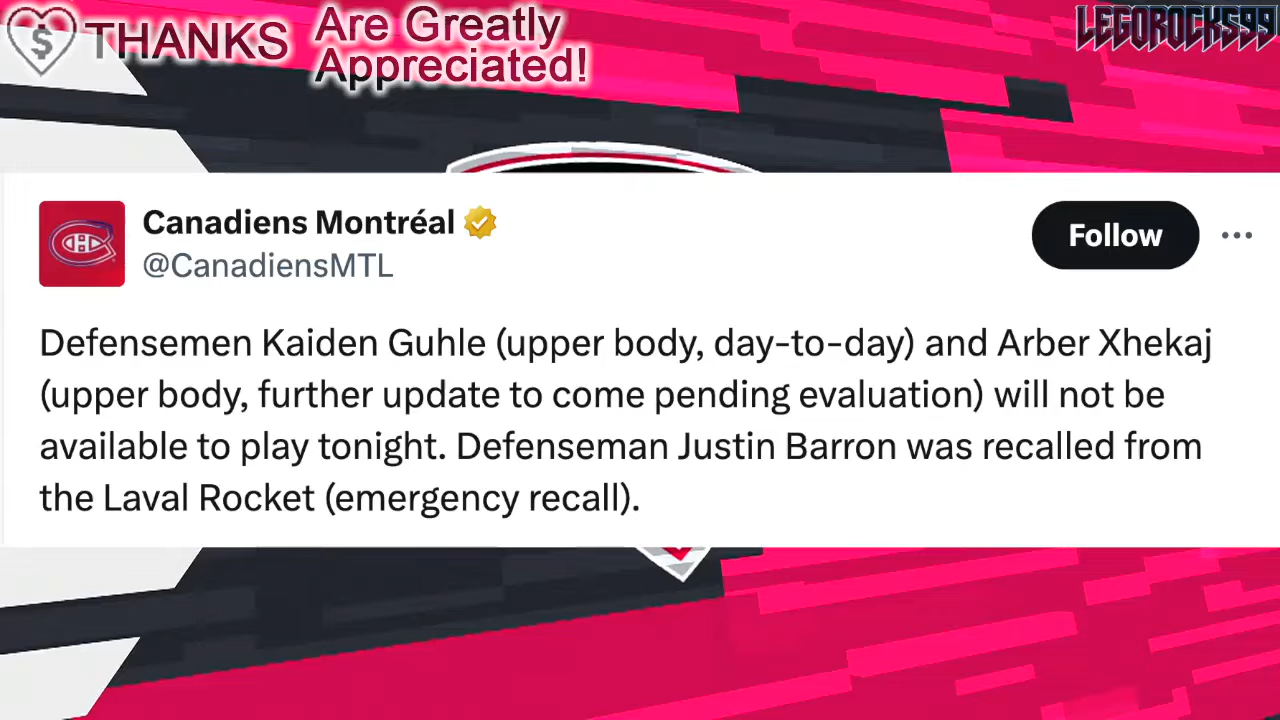 THANKS
Are Greatly
Appreciated!
LEGOROCKS99
Canadiens Montréal
@CanadiensMTL
Follow
Defensemen Kaiden Guhle (upper body, day-to-day) and Arber Xhekaj
(upper body, further update to come pending evaluation) will not be
available to play tonight. Defenseman Justin Barron was recalled from
the Laval Rocket (emergency recall).